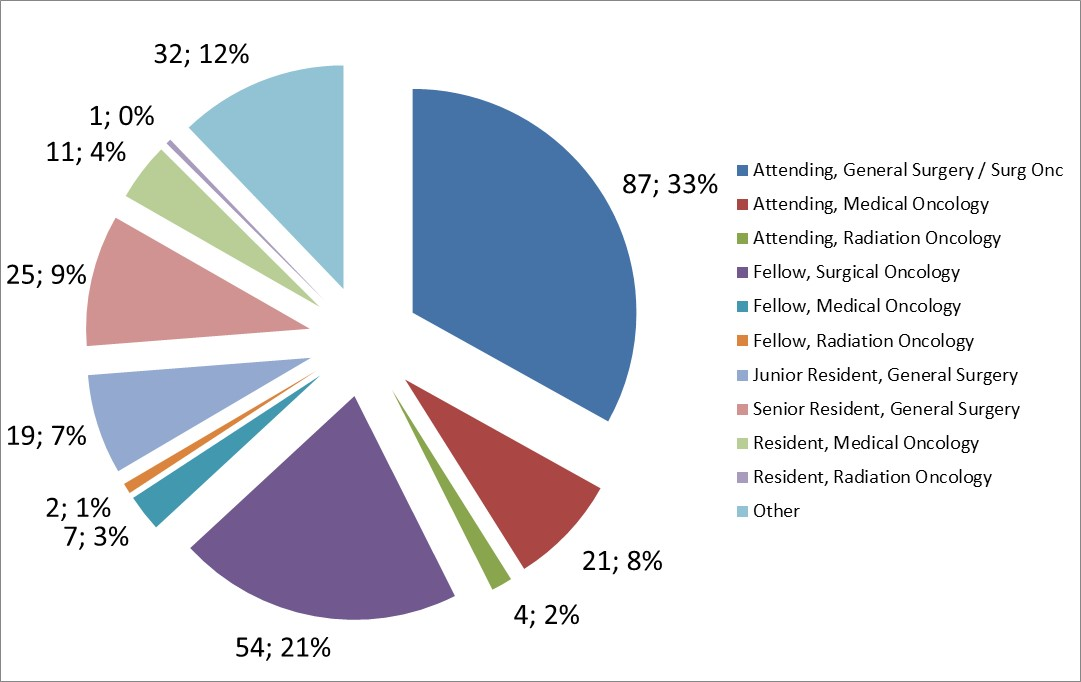 32; 12%
1; 0%
11; 4%
87; 33%
25; 9%
19; 7%
2; 1%
7; 3%
54; 21%
4; 2%
21; 8%
Attending, General Surgery / Surg Onc
Attending, Medical Oncology
Attending, Radiation Oncology
Fellow, Surgical Oncology
Fellow, Medical Oncology
Fellow, Radiation Oncology
Junior Resident, General Surgery
Senior Resident, General Surgery
Resident, Medical Oncology
Resident, Radiation Oncology
Other